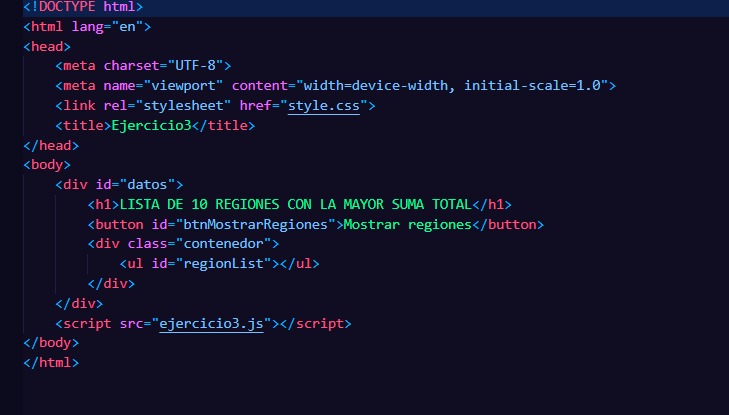 <!DOCTYPE html>
<html lang="en">
<head>
    <meta charset="UTF-8">
    <meta name="viewport" content="width=device-width, initial-scale=1.0">
    <link rel="stylesheet" href="style.css">
    <title>Ejercicio3</title>
</head>
<body>
    <div id="datos">
        <h1>LISTA DE 10 REGIONES CON LA MAYOR SUMA TOTAL</h1>
        <button id="btnMostrarRegiones">Mostrar regiones</button>
        <div class="contenedor">
            <ul id="regionList"></ul>
        </div>
    </div>
    <script src="ejercicio3.js"></script>
</body>
</html>